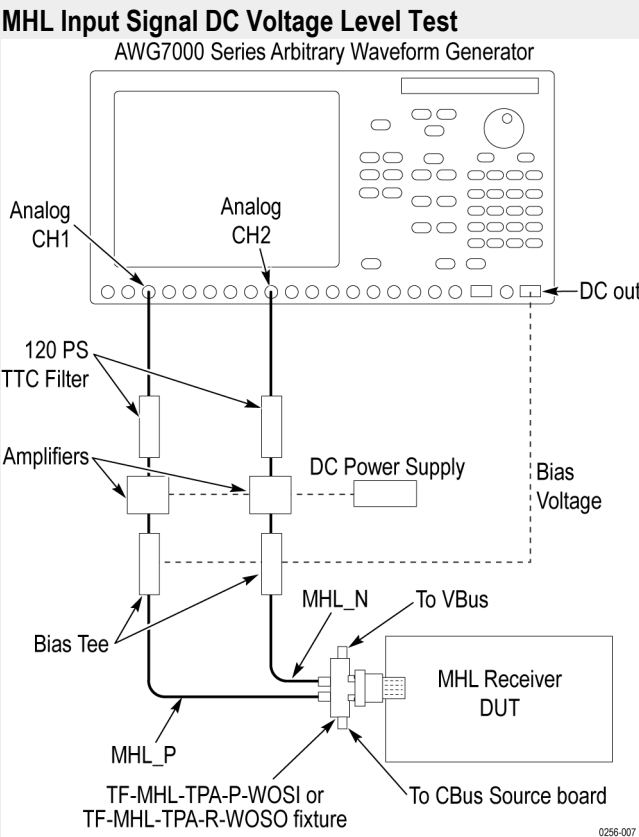 MHL Input Signal DC Voltage Level Test
AWG7000 Series Arbitrary Waveform Generator
Analog
CH1
Analog
CH2
DC out
120 PS
TTC Filter
Amplifiers
DC Power Supply
Bias
Voltage
Bias Tee
MHL_N
To VBus
MHL Receiver
DUT
MHL_P
TF-MHL-TPA-P-WOSI or
TF-MHL-TPA-R-WOSO fixture
To CBus Source board
0256-007